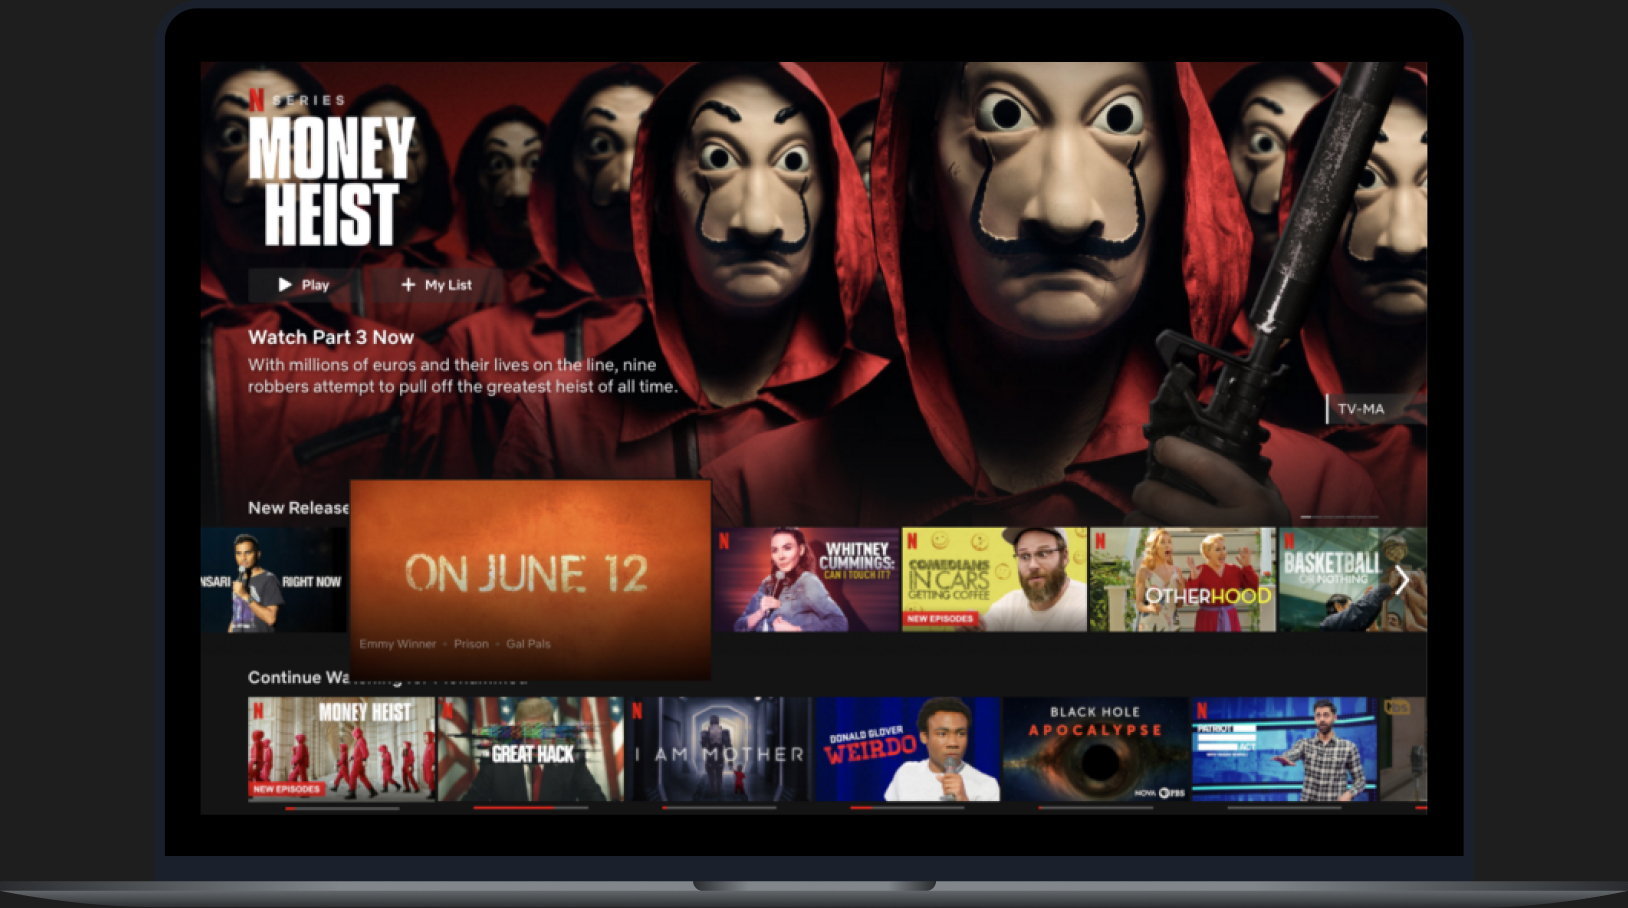 N SERIES
MONEY
HEIST
Play
My List
Watch Part 3 Now
With millions of euros and their lives on the line, nine
robbers attempt to pull off the greatest heist of all time.
TV-MA
New Release
NSARI RIGHT NOW
ON JUNE 12
Emmy Winner • Prison • Gal Pals
N
WHITNEY
CUMMINGS:
CAN I TOUCH IT?
N
COMEDIANS
IN CARS
GETTING COFFEE
NEW EPISODES
N
OTHERHOOD
N
BASKETBALL
OR NOTHING
Continue Wa
N
MONEY HEIST
NEW EPISODES
N
GREAT HACK
N
I AM MOTHER
DONALD GLOVER
WEIRDO
BLACK HOLE
APOCALYPSE
NOVA PBS
N
PATRIOT
ACT
tbs